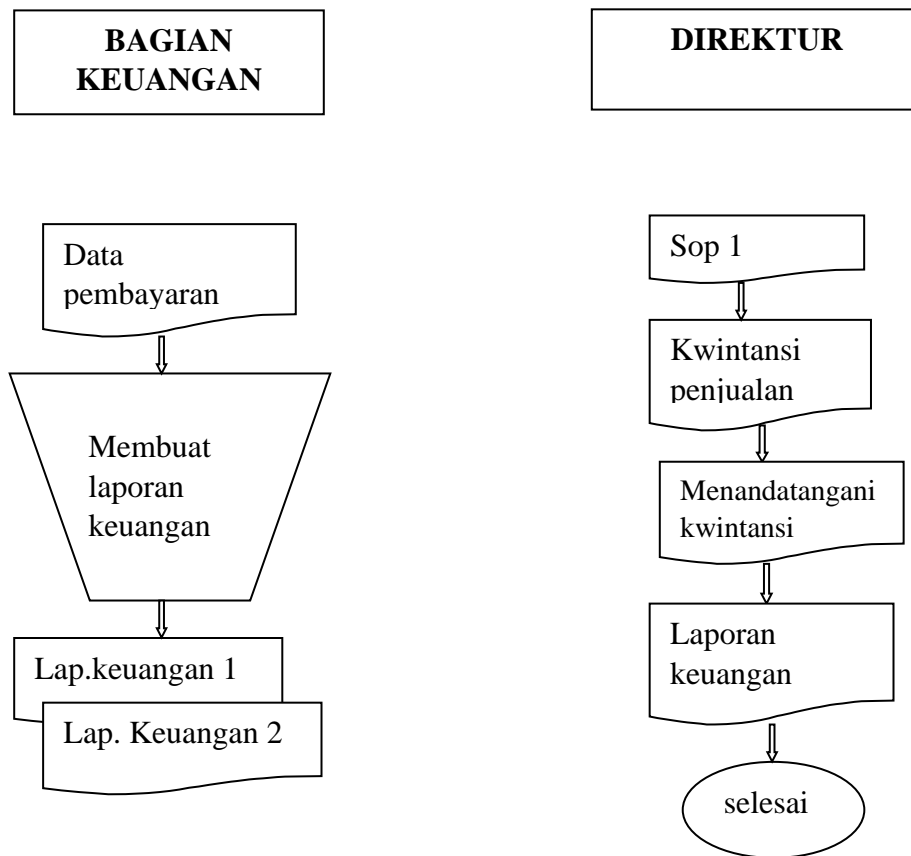 BAGIAN
KEUANGAN
Data
pembayaran
Membuat
laporan
keuangan
Lap.keuangan 1
Lap. Keuangan 2
DIREKTUR
Sop 1
Kwintansi
penjualan
Menandatangani
kwintansi
Laporan
keuangan
selesai